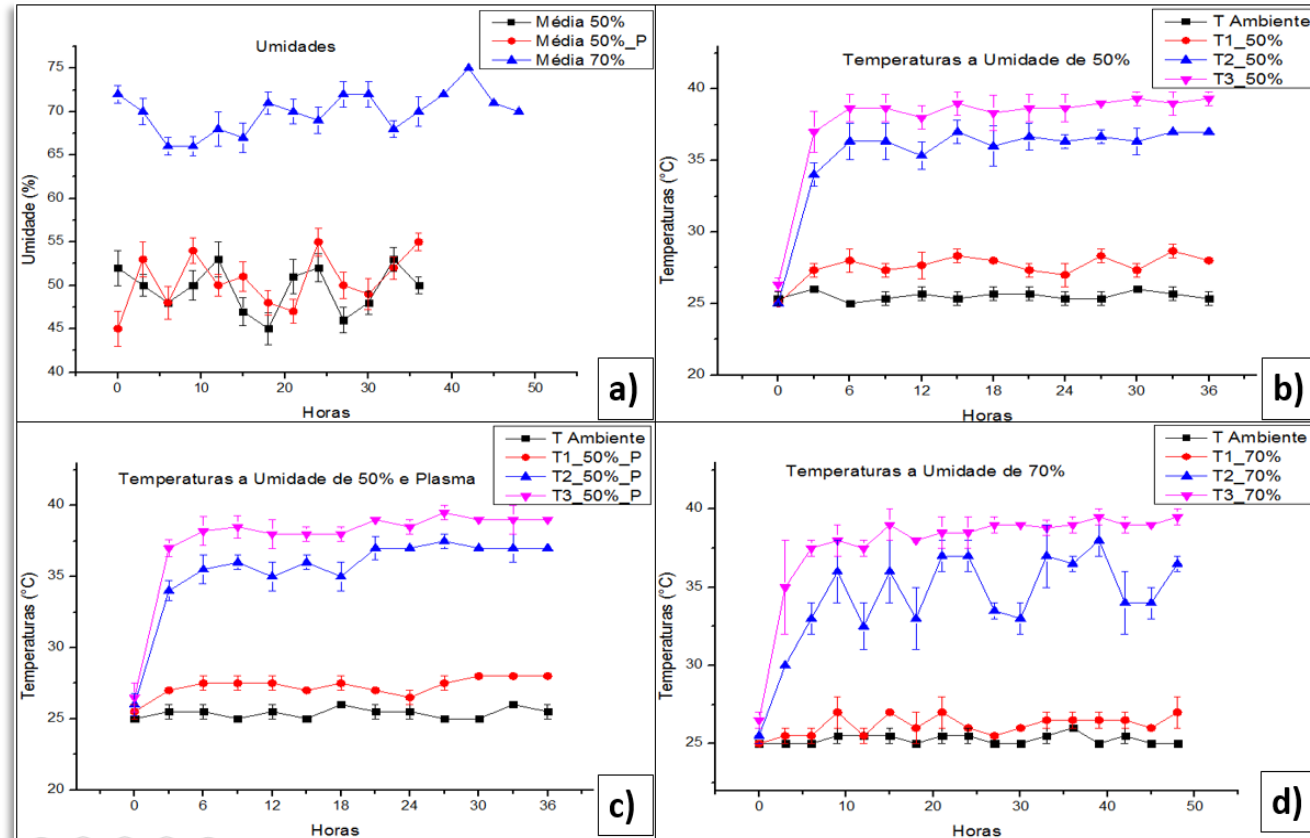 Umidades
Média 50%
Média 50%_P
Média 70%
Umidade (%)
75
70
65
60
55
50
45
40
0 10 20 30 40 50
Horas
a)
Temperaturas a Umidade de 50%
T Ambiente
T1_50%
T2_50%
T3_50%
Temperaturas (°C)
40
35
30
25
20
0 6 12 18 24 30 36
Horas
b)
Temperaturas a Umidade de 50% e Plasma
T Ambiente
T1_50%_P
T2_50%_P
T3_50%_P
Temperaturas (°C)
40
35
30
25
20
0 6 12 18 24 30 36
Horas
c)
Temperaturas a Umidade de 70%
T Ambiente
T1_70%
T2_70%
T3_70%
Temperaturas (°C)
40
35
30
25
0 10 20 30 40 50
Horas
d)